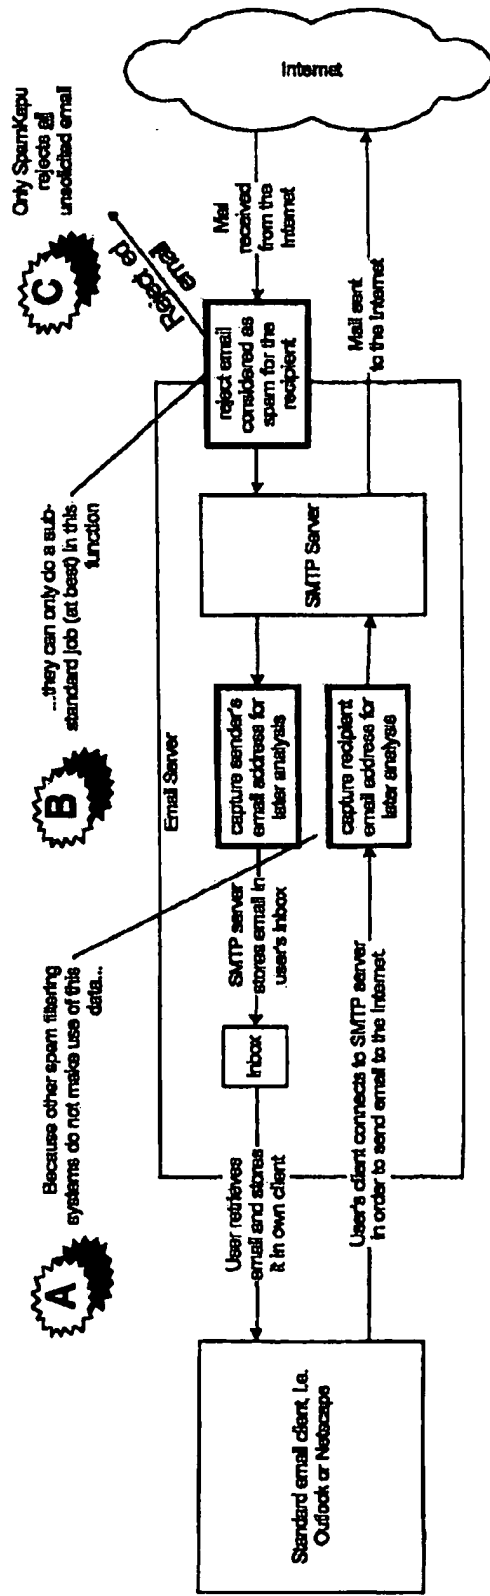 A
Because other spam filtering
systems do not make use of this
data...
B
...they can only do a sub-
standard job (at best) in this
function
C
Only SpamKapu
rejects all
unsolicited email
Email Server
Standard email client, i.e.
Outlook or Netscape
User retrieves
email and stores
it in own client
Inbox
SMTP server
stores email in
user's inbox
capture sender's
email address for
later analysis
SMTP Server
reject email
considered as
spam for the
recipient
Reject ed
email
Mail
received
from the
Internet
Internet
User's client connects to SMTP server
in order to send email to the Internet
capture recipient
email address for
later analysis
Mail sent
to the Internet